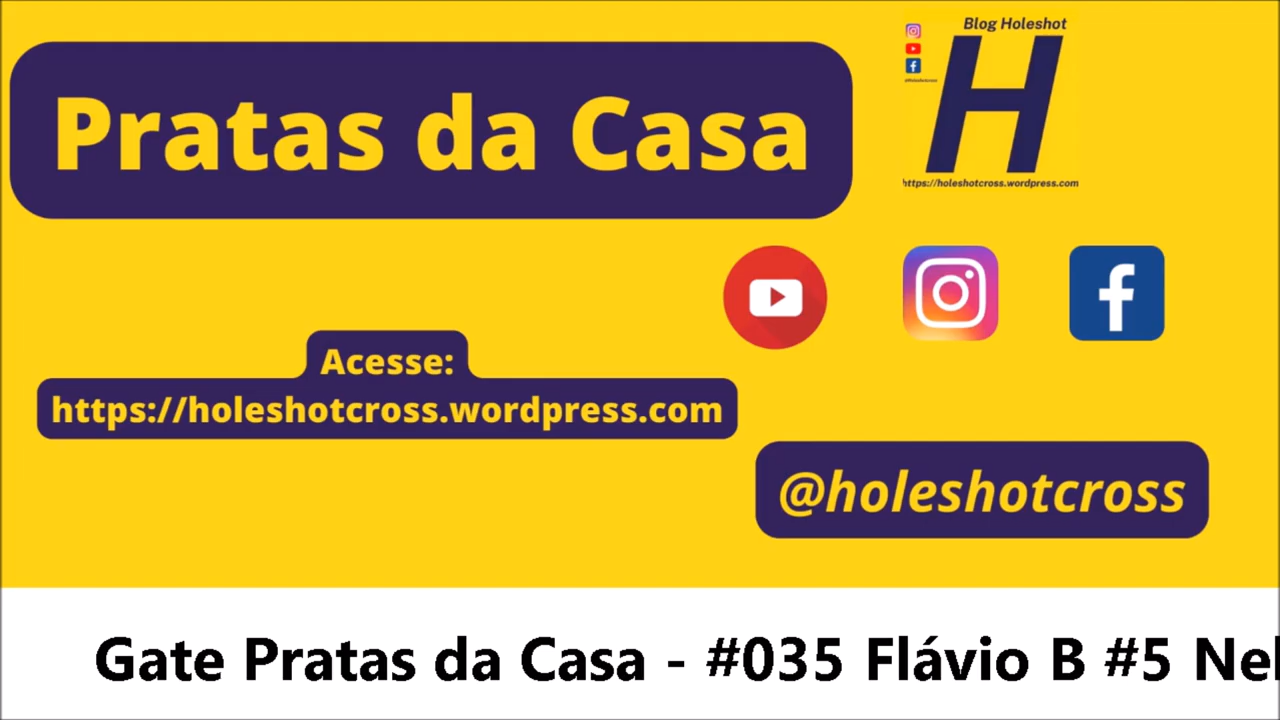 Blog Holeshot
H
https://holeshotcross.wordpress.com
Pratas da Casa
Acesse:
https://holeshotcross.wordpress.com
@holeshotcross
Gate Pratas da Casa - #035 Flávio B #5